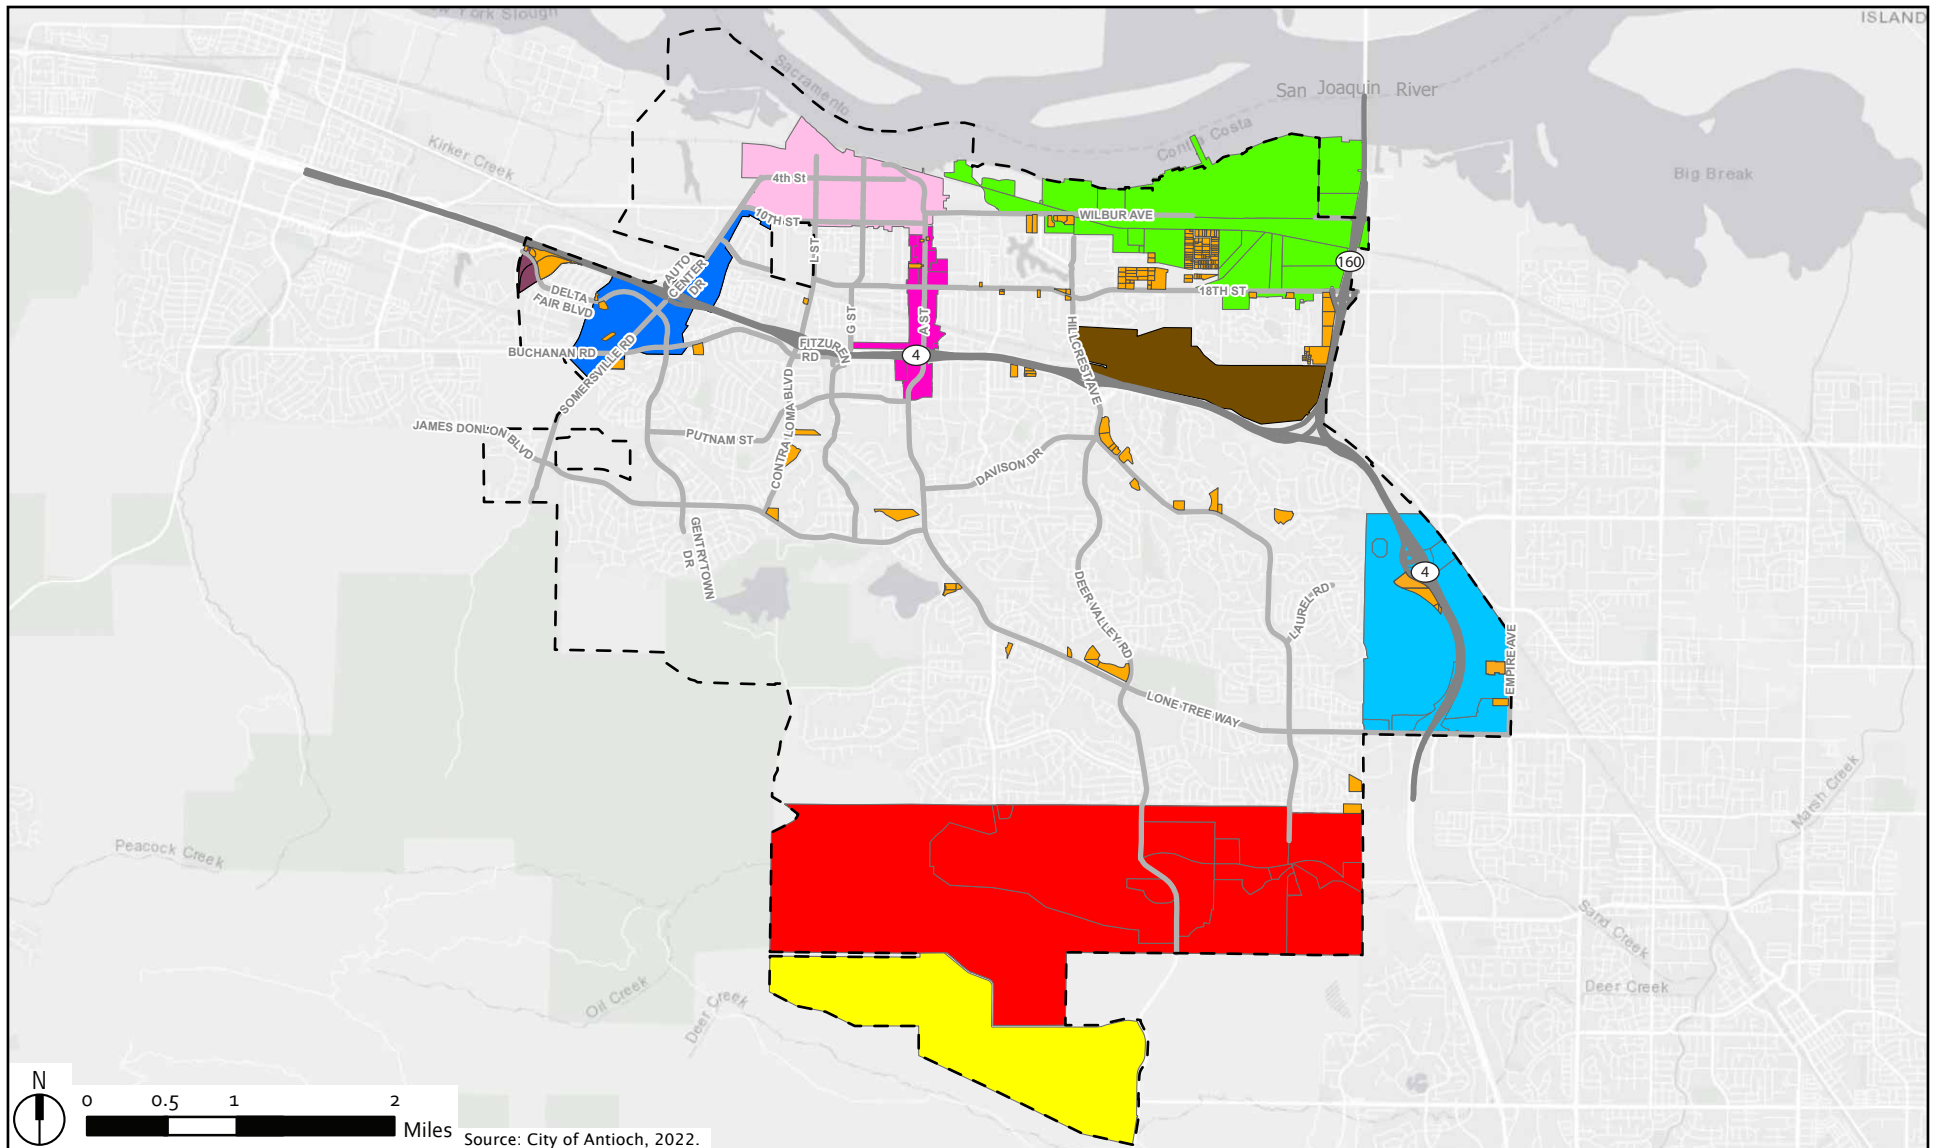 York Slough
ISLAND
Sacramento
San Joaquin River
Contra Costa
Kirker Creek
Big Break
4th St
10TH ST
WILBUR AVE
L ST
160
AUTO
CENTER
DR
DELTA
FAIR BLVD
18TH ST
G ST
A ST
HILLCREST AVE
BUCHANAN RD
FITZUREN
RD
4
SOMERSVILLE RD
CONTRA LOMA BLVD
JAMES DONLON BLVD
PUTNAM ST
DAVISON DR
GENTRYTOWN
DR
4
DEER VALLEY RD
LAUREL RD
EMPIRE AVE
LONE TREE WAY
Marsh Creek
Peacock Creek
Sand Creek
Oil Creek
Deer Creek
Deer Creek
N
0 0.5 1 2
Miles
Source: City of Antioch, 2022.